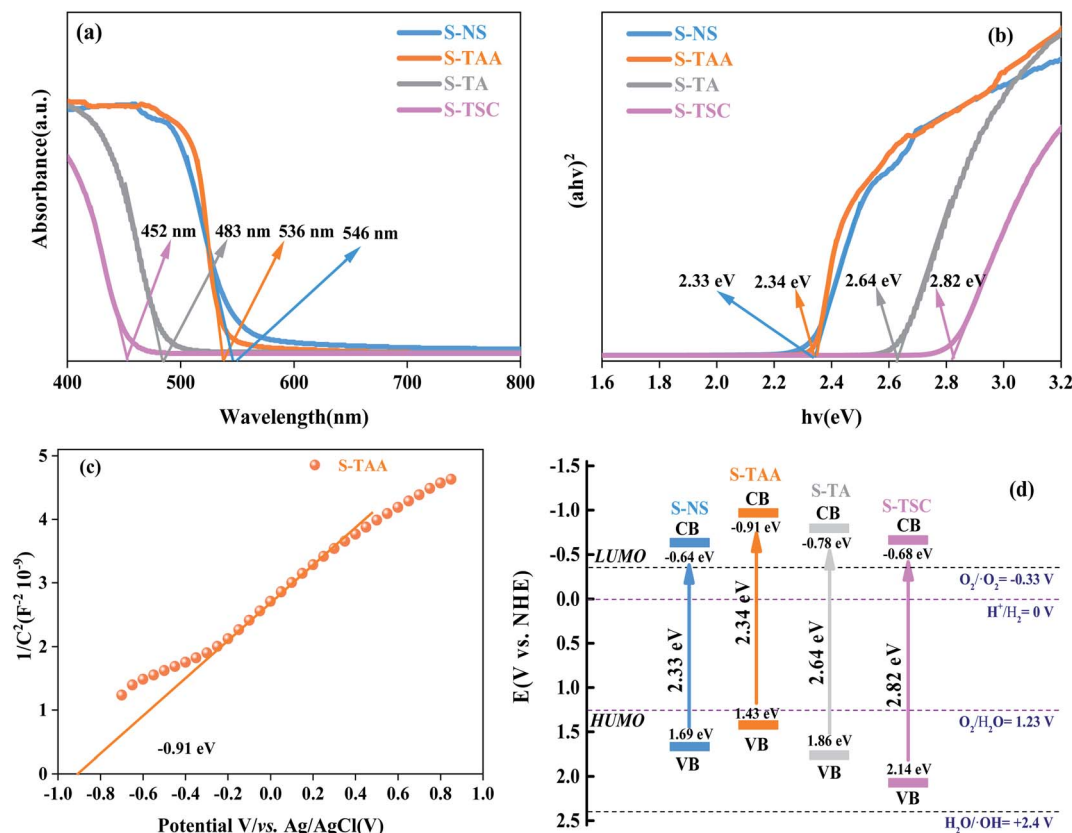 (a)
S-NS
S-TAA
S-TA
S-TSC
Absorbance(a.u.)
452 nm
483 nm
536 nm
546 nm
400
500
600
700
800
Wavelength(nm)
(b)
S-NS
S-TAA
S-TA
S-TSC
(ahv)²
2.33 eV
2.34 eV
2.64 eV
2.82 eV
1.6
2.0
2.4
2.6
2.8
3.2
hv(eV)
(c)
S-TAA
1/C²(F⁻² 10⁻⁹)
5
4
3
2
1
0
-0.91 eV
-1.0
-0.8
-0.6
-0.4
-0.2
0.0
0.2
0.4
0.6
0.8
1.0
Potential V/vs. Ag/AgCl(V)
(d)
E(V vs. NHE)
-1.5
-1.0
-0.5
0.0
0.5
1.0
1.5
2.0
2.5
LUMO
HUMO
S-NS
CB
-0.64 eV
2.33 eV
1.69 eV
VB
S-TAA
CB
-0.91 eV
2.34 eV
1.43 eV
VB
S-TA
CB
-0.78 eV
2.64 eV
1.86 eV
VB
S-TSC
CB
-0.68 eV
2.82 eV
2.14 eV
VB
O₂/·O₂= -0.33 V
H⁺/H₂= 0 V
O₂/H₂O= 1.23 V
H₂O/·OH= +2.4 V